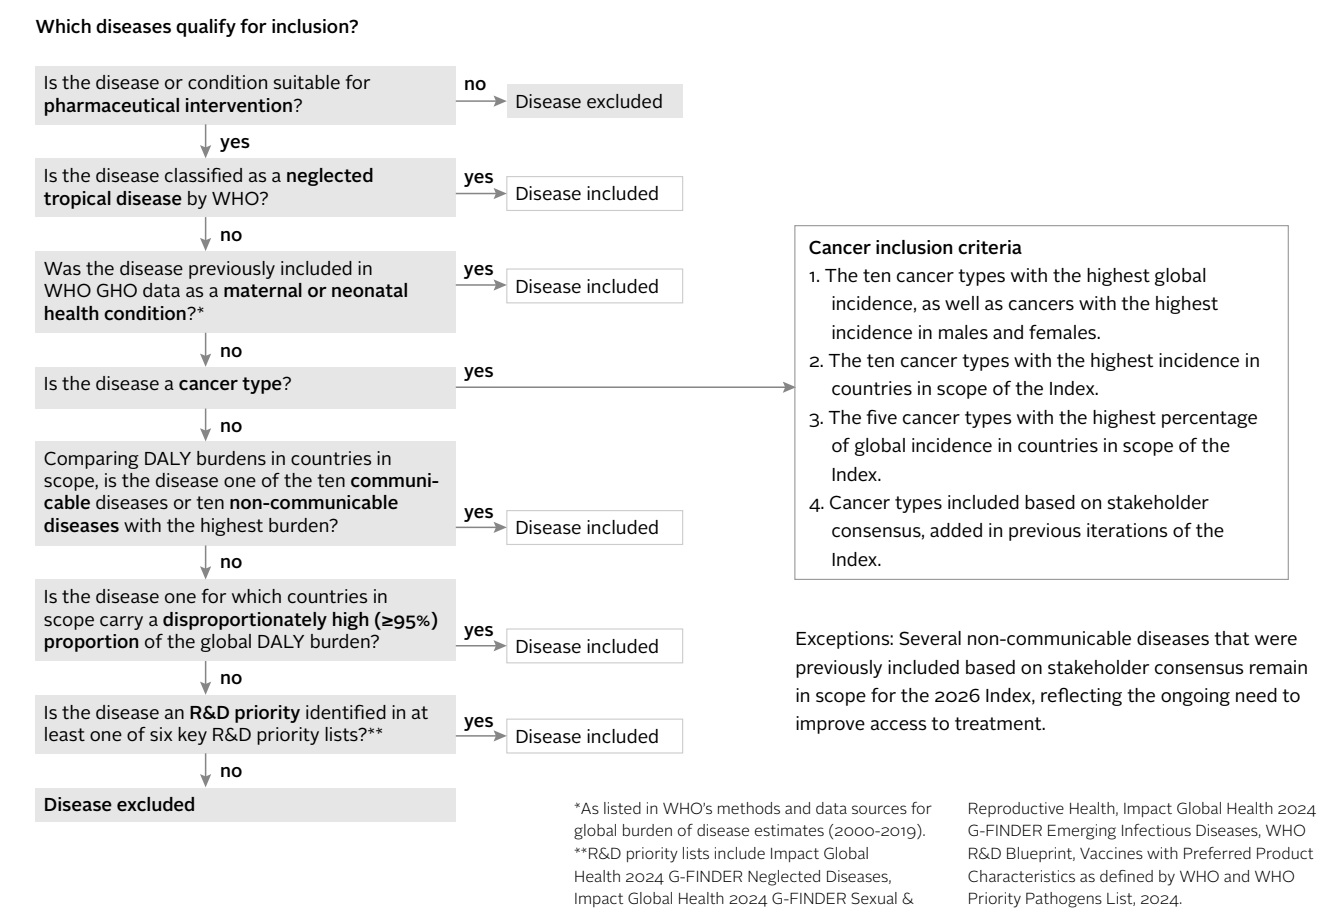 Which diseases qualify for inclusion?
Is the disease or condition suitable for
pharmaceutical intervention?
no
Disease excluded
yes
Is the disease classified as a neglected
tropical disease by WHO?
yes
Disease included
no
Was the disease previously included in
WHO GHO data as a maternal or neonatal
health condition?*
yes
Disease included
no
Is the disease a cancer type?
yes
Cancer inclusion criteria
1. The ten cancer types with the highest global
incidence, as well as cancers with the highest
incidence in males and females.
2. The ten cancer types with the highest incidence in
countries in scope of the Index.
3. The five cancer types with the highest percentage
of global incidence in countries in scope of the
Index.
4. Cancer types included based on stakeholder
consensus, added in previous iterations of the
Index.
no
Comparing DALY burdens in countries in
scope, is the disease one of the ten communi-
cable diseases or ten non-communicable
diseases with the highest burden?
yes
Disease included
no
Is the disease one for which countries in
scope carry a disproportionately high (≥95%)
proportion of the global DALY burden?
yes
Disease included
no
Is the disease an R&D priority identified in at
least one of six key R&D priority lists?**
yes
Disease included
no
Disease excluded
Exceptions: Several non-communicable diseases that were
previously included based on stakeholder consensus remain
in scope for the 2026 Index, reflecting the ongoing need to
improve access to treatment.
*As listed in WHO's methods and data sources for
global burden of disease estimates (2000-2019).
**R&D priority lists include Impact Global
Health 2024 G-FINDER Neglected Diseases,
Impact Global Health 2024 G-FINDER Sexual &
Reproductive Health, Impact Global Health 2024
G-FINDER Emerging Infectious Diseases, WHO
R&D Blueprint, Vaccines with Preferred Product
Characteristics as defined by WHO and WHO
Priority Pathogens List, 2024.